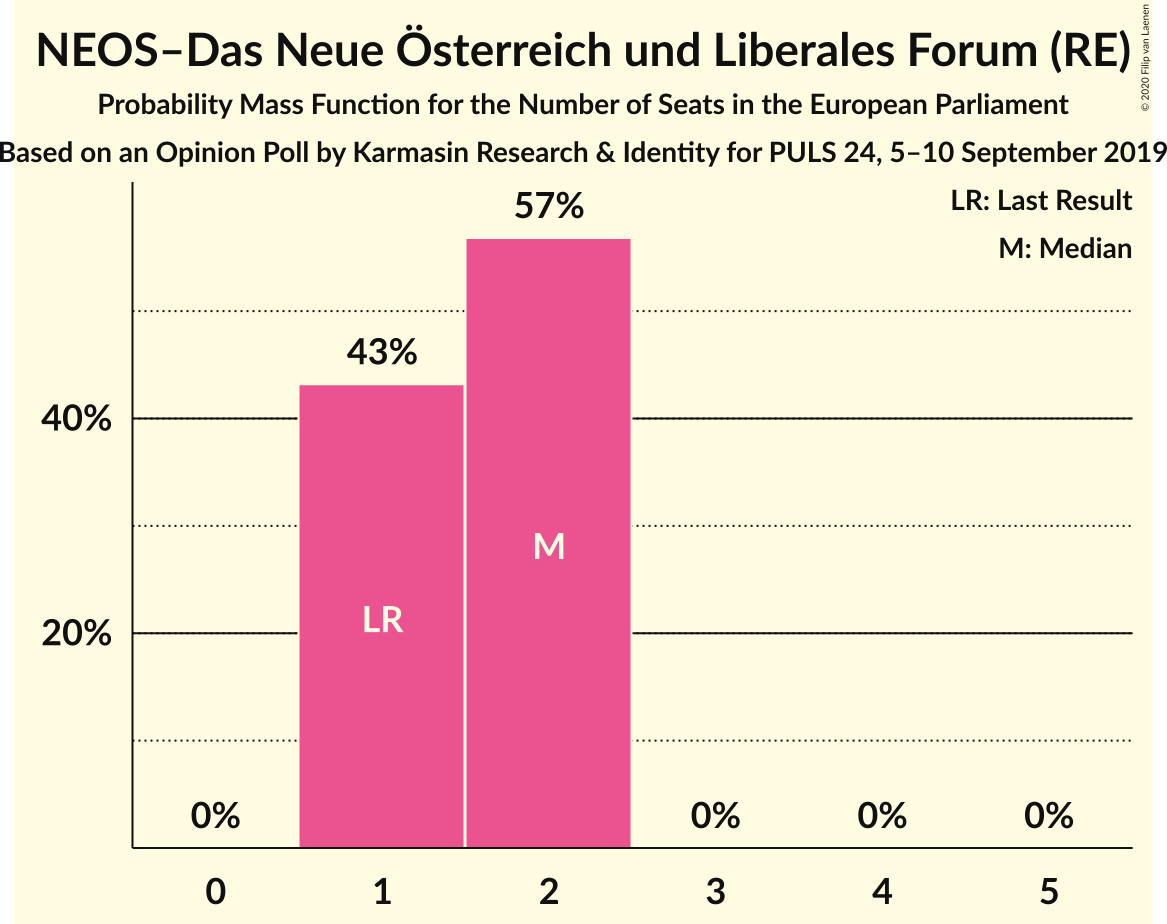 NEOS–Das Neue Österreich und Liberales Forum (RE)
Probability Mass Function for the Number of Seats in the European Parliament
Based on an Opinion Poll by Karmasin Research & Identity for PULS 24, 5–10 September 2019
© 2020 Filip van Laenen
LR: Last Result
M: Median
57%
43%
40%
M
LR
20%
0% 0% 0% 0%
0 1 2 3 4 5